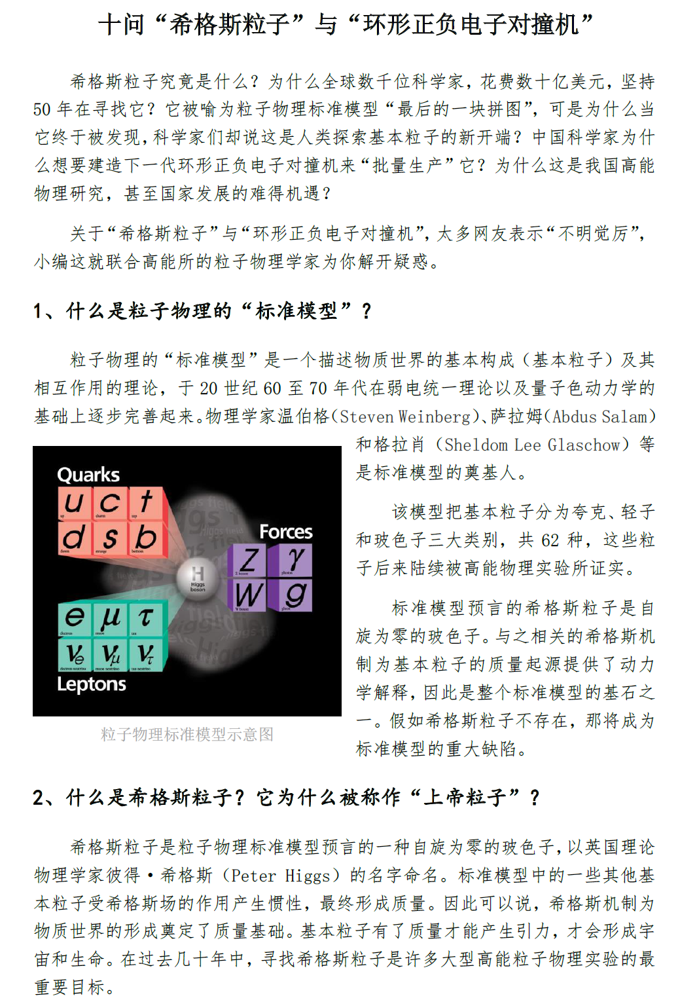 十问“希格斯粒子”与“环形正负电子对撞机”
希格斯粒子究竟是什么？为什么全球数千位科学家，花费数十亿美元，坚持
50 年在寻找它？它被喻为粒子物理标准模型“最后的一块拼图”，可是为什么当
它终于被发现，科学家们却说这是人类探索基本粒子的新开端？中国科学家为什
么想要建造下一代环形正负电子对撞机来“批量生产”它？为什么这是我国高能
物理研究，甚至国家发展的难得机遇？
关于“希格斯粒子”与“环形正负电子对撞机”，太多网友表示“不明觉厉”，
小编这就联合高能所的粒子物理学家为你解开疑惑。
1、什么是粒子物理的“标准模型”？
粒子物理的“标准模型”是一个描述物质世界的基本构成（基本粒子）及其
相互作用的理论，于 20 世纪 60 至 70 年代在弱电统一理论以及量子色动力学的
基础上逐步完善起来。物理学家温伯格（Steven Weinberg）、萨拉姆（Abdus Salam）
和格拉肖（Sheldom Lee Glaschow）等
是标准模型的奠基人。
该模型把基本粒子分为夸克、轻子
和玻色子三大类别，共 62 种，这些粒
子后来陆续被高能物理实验所证实。
标准模型预言的希格斯粒子是自
旋为零的玻色子。与之相关的希格斯机
制为基本粒子的质量起源提供了动力
学解释，因此是整个标准模型的基石之
一。假如希格斯粒子不存在，那将成为
标准模型的重大缺陷。
Quarks
u c t
up charm top
d s b
down strange bottom
Forces
Z γ
Z boson photon
W g
W boson gluon
H
Higgs
boson
e μ τ
electron muon tau
νe νμ ντ
electron neutrino muon neutrino tau neutrino
Leptons
粒子物理标准模型示意图
2、什么是希格斯粒子？它为什么被称作“上帝粒子”？
希格斯粒子是粒子物理标准模型预言的一种自旋为零的玻色子，以英国理论
物理学家彼得·希格斯（Peter Higgs）的名字命名。标准模型中的一些其他基
本粒子受希格斯场的作用产生惯性，最终形成质量。因此可以说，希格斯机制为
物质世界的形成奠定了质量基础。基本粒子有了质量才能产生引力，才会形成宇
宙和生命。在过去几十年中，寻找希格斯粒子是许多大型高能粒子物理实验的最
重要目标。